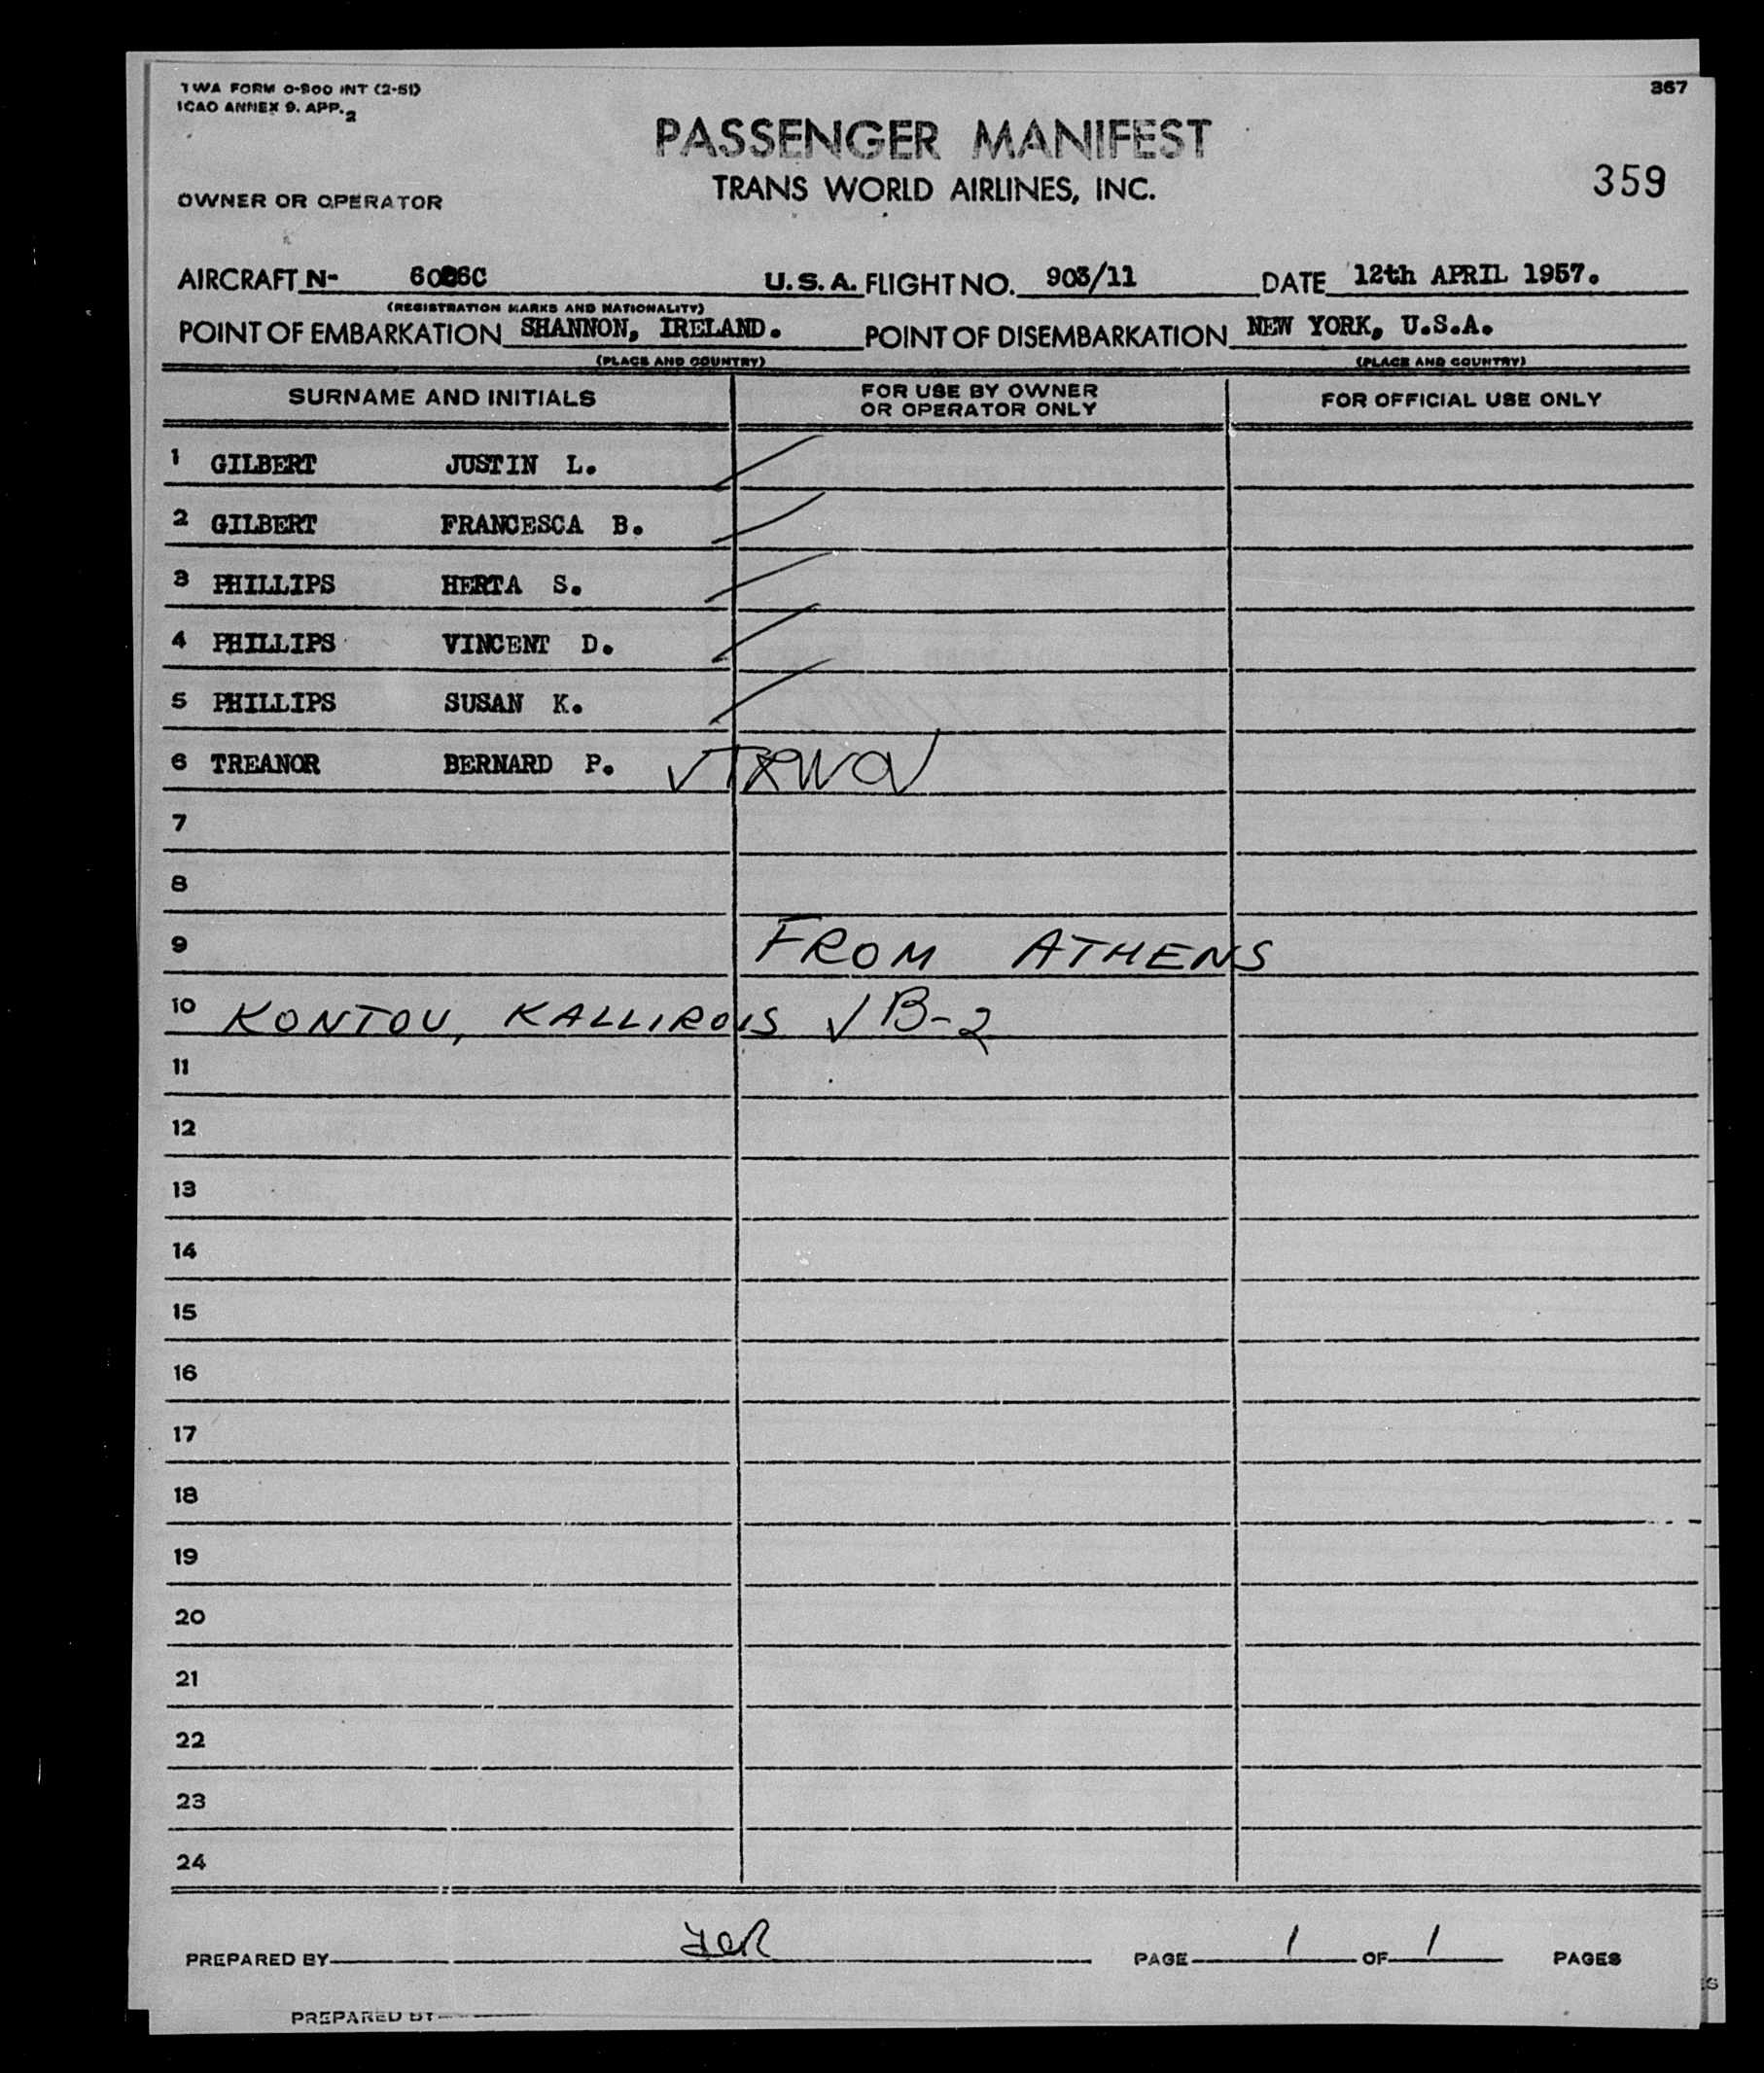 TWA FORM O-900 INT (2-51)
367
ICAO ANNEX 9. APP. 2
PASSENGER MANIFEST
359
TRANS WORLD AIRLINES, INC.
OWNER OR OPERATOR
AIRCRAFT N- U.S.A. FLIGHT NO. 903/11 DATE 12th APRIL 1957.
(REGISTRATION MARKS AND NATIONALITY)
POINT OF EMBARKATION SHANNON, IRELAND. POINT OF DISEMBARKATION NEW YORK, U.S.A.
(PLACE AND COUNTRY) (PLACE AND COUNTRY)
SURNAME AND INITIALS FOR USE BY OWNER OR OPERATOR ONLY FOR OFFICIAL USE ONLY
1 GILBERT JUSTIN L.
2 GILBERT FRANCESCA B.
3 PHILLIPS HERTA S.
4 PHILLIPS VINCENT D.
5 PHILLIPS SUSAN K.
6 TREANOR BERNARD P. ✓
7
8
9 FROM ATHENS
10 KONTOU, KALLIROIS ✓ B-2
11
12
13
14
15
16
17
18
19
20
21
22
23
24
PREPARED BY PAGE 1 OF 1 PAGES
PREPARED BY